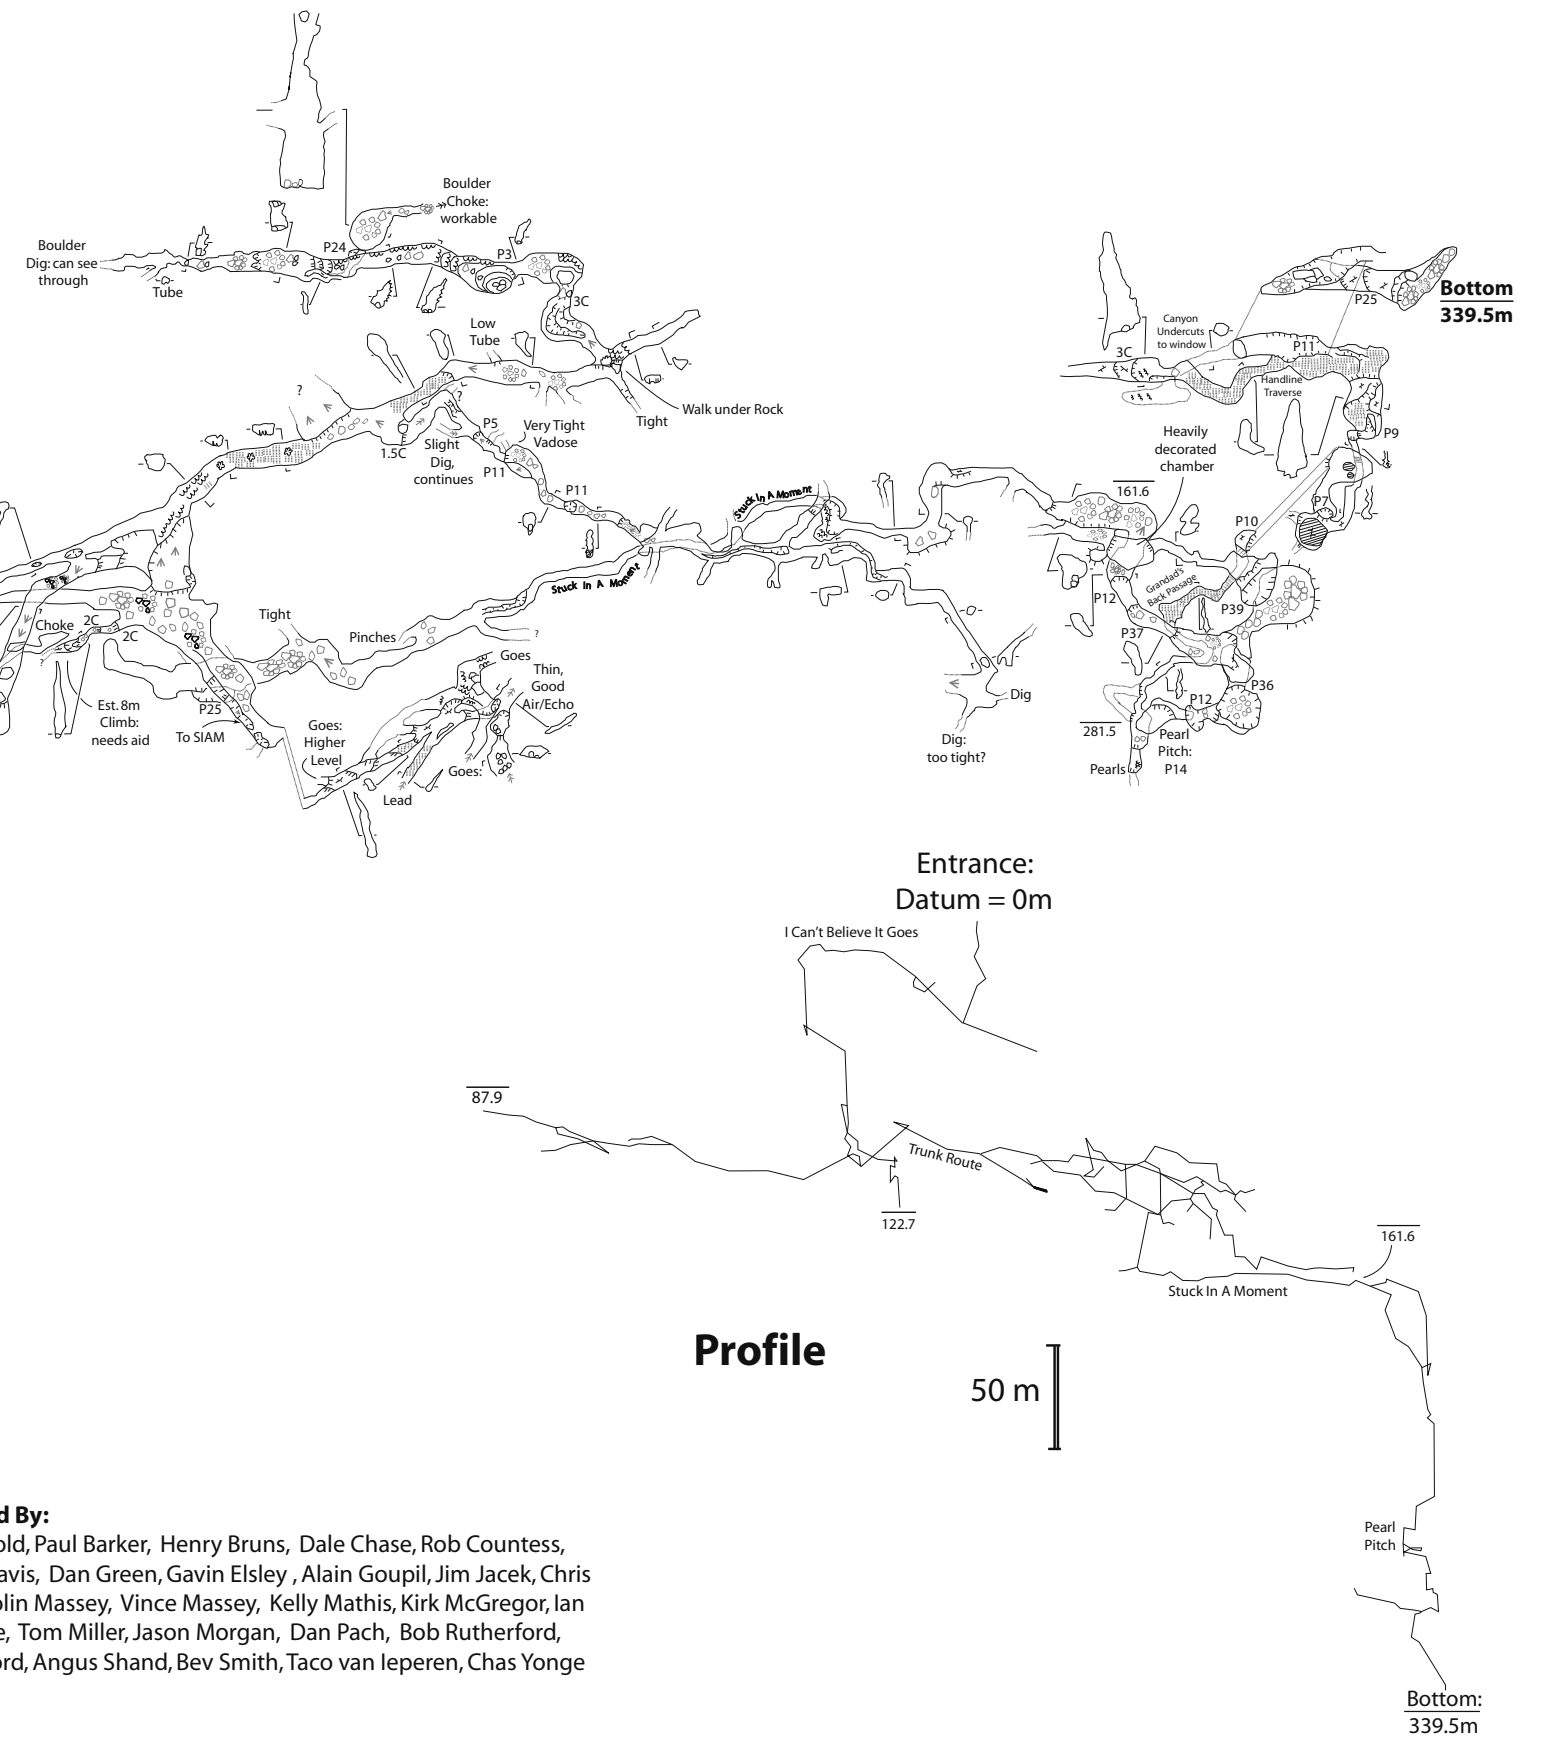 Boulder
Choke:
workable
Boulder
Dig: can see
through
Tube
P24
P3
3C
Low
Tube
?
Walk under Rock
Tight
?
1.5C
Slight
Dig,
continues
P5
P11
Very Tight
Vadose
P11
Stuck In A Moment
Stuck In A Moment
Choke
?
2C
2C
?
Est. 8m
Climb:
needs aid
Tight
Pinches
P25
To SIAM
Goes:
Higher
Level
Lead
Goes:
Goes
Thin,
Good
Air/Echo
?
Dig
Dig:
too tight?
Bottom
339.5m
P25
Canyon
Undercuts
to window
3C
P11
Handline
Traverse
P9
Heavily
decorated
chamber
161.6
P7
P10
Grandad's
Back Passage
P12
P39
P37
P36
P12
281.5
Pearl
Pitch:
P14
Pearls
Entrance:
Datum = 0m
I Can't Believe It Goes
87.9
Trunk Route
122.7
161.6
Stuck In A Moment
Profile
50 m
Pearl
Pitch
Bottom:
339.5m
d By:
old, Paul Barker, Henry Bruns, Dale Chase, Rob Countess,
avis, Dan Green, Gavin Elsley , Alain Goupil, Jim Jacek, Chris
olin Massey, Vince Massey, Kelly Mathis, Kirk McGregor, Ian
e, Tom Miller, Jason Morgan, Dan Pach, Bob Rutherford,
ord, Angus Shand, Bev Smith, Taco van Ieperen, Chas Yonge